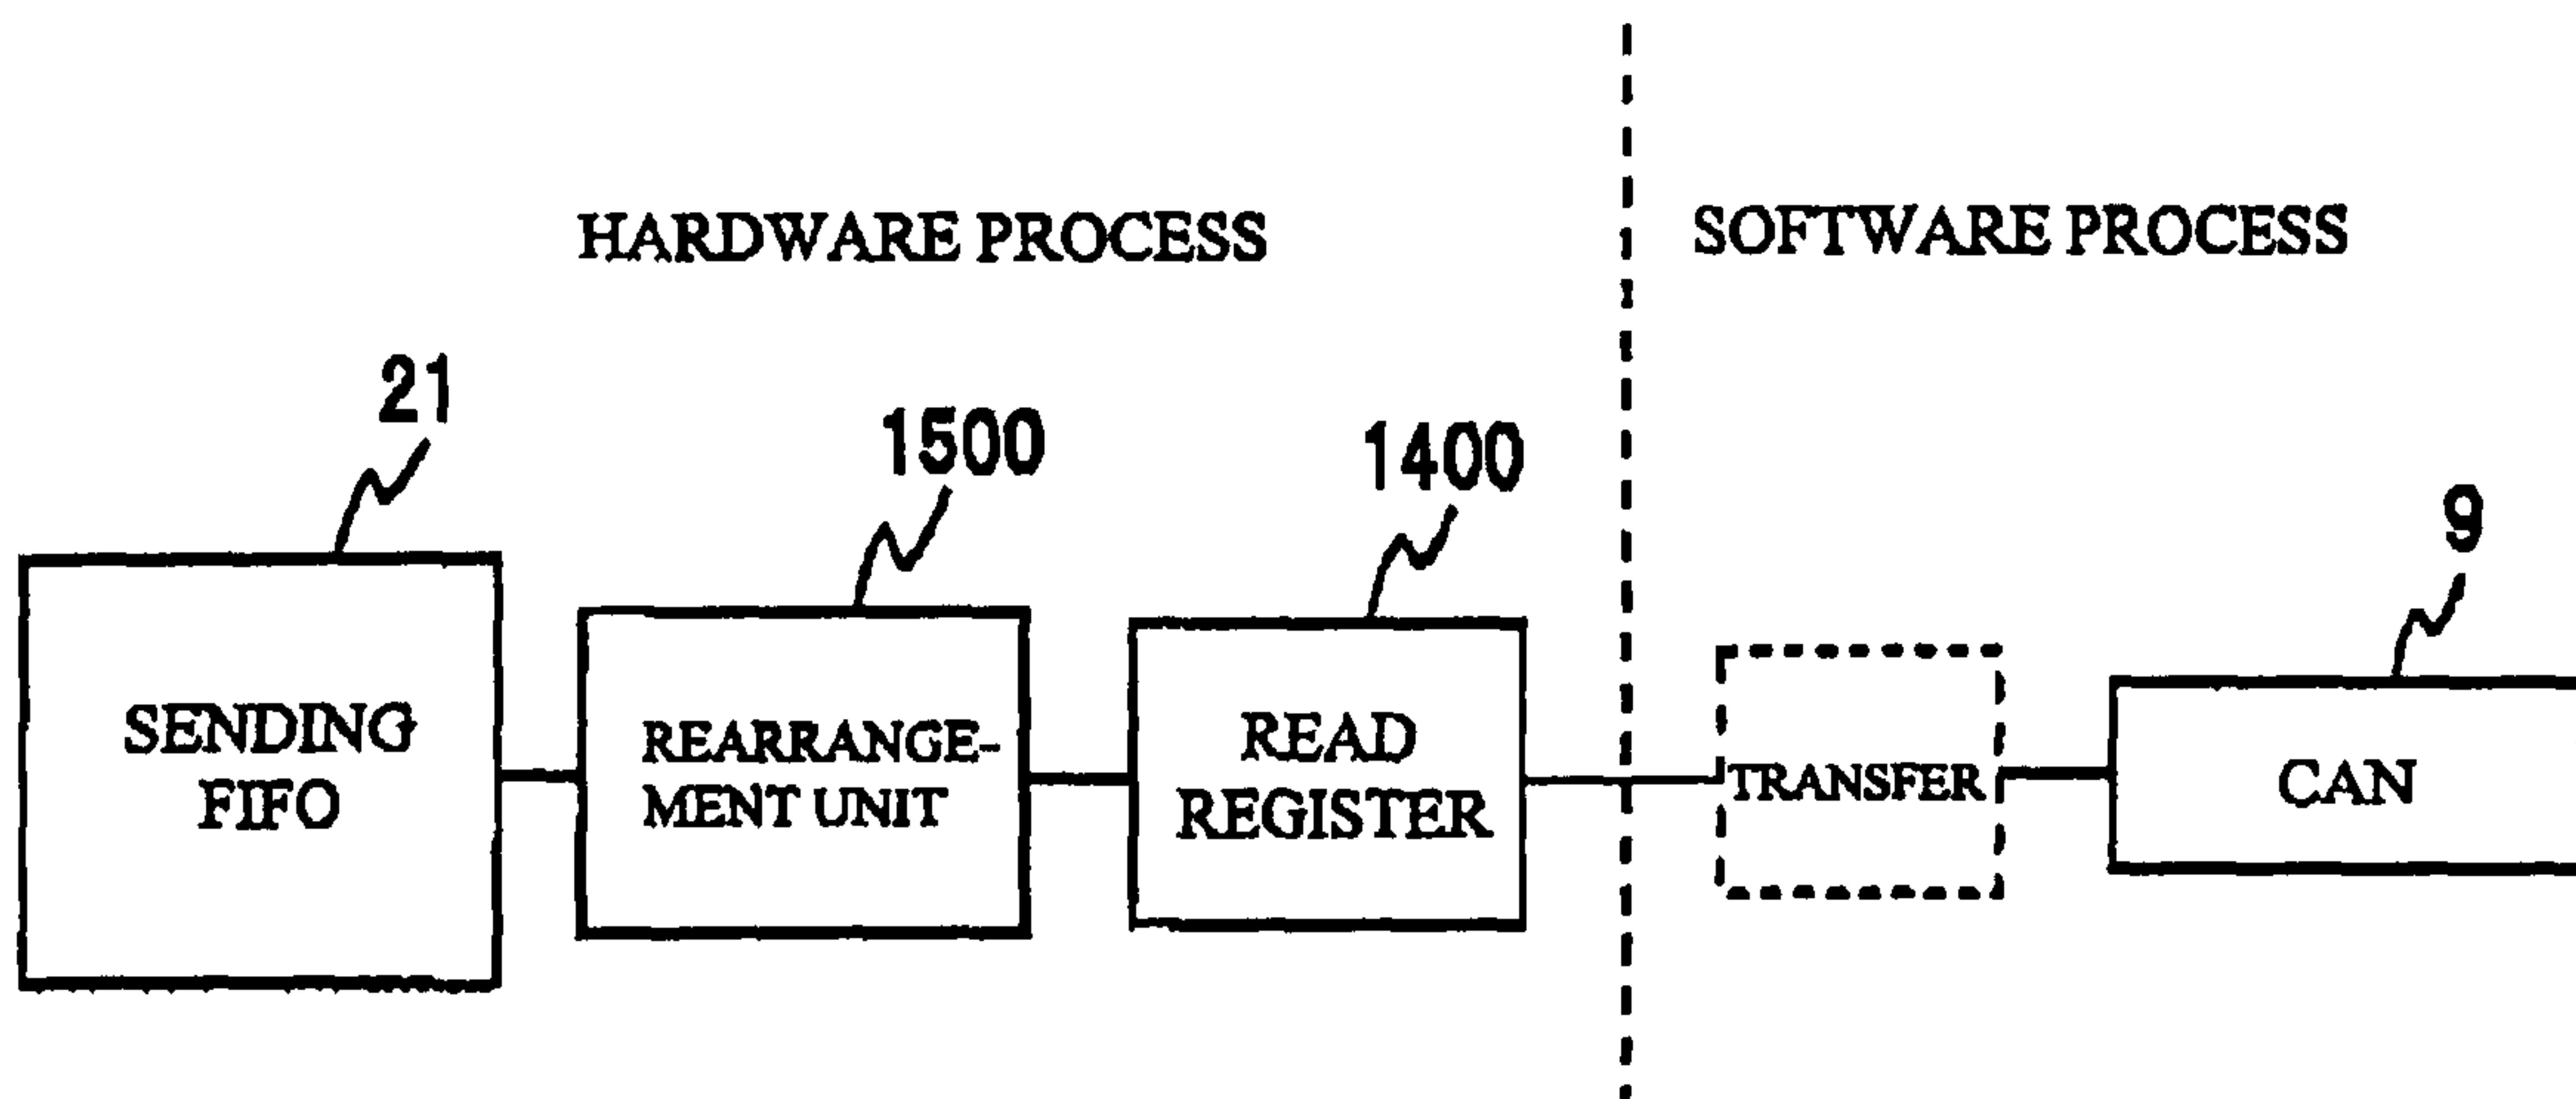 HARDWARE PROCESS
SOFTWARE PROCESS
21
1500
1400
9
SENDING
FIFO
REARRANGE-
MENT UNIT
READ
REGISTER
TRANSFER
CAN